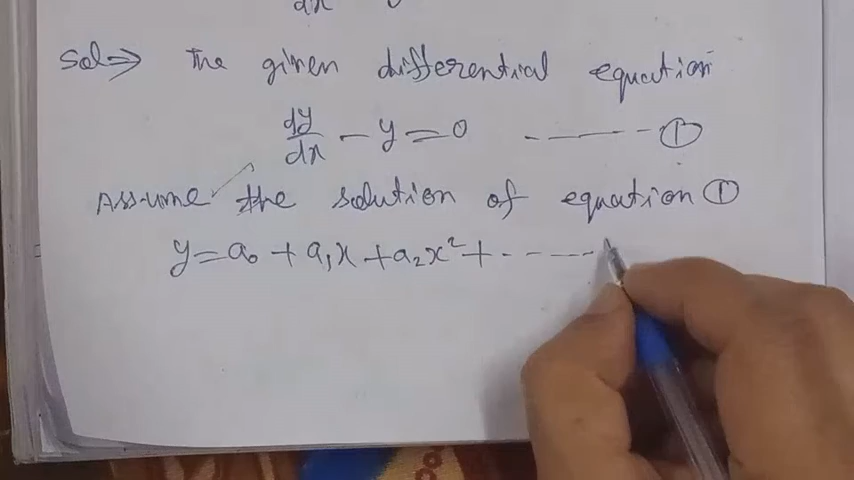 Sol⇒ The given differential equation
dy/dx - y = 0 ------- ①
Assume the solution of equation ①
y = a₀ + a₁x + a₂x² + -----